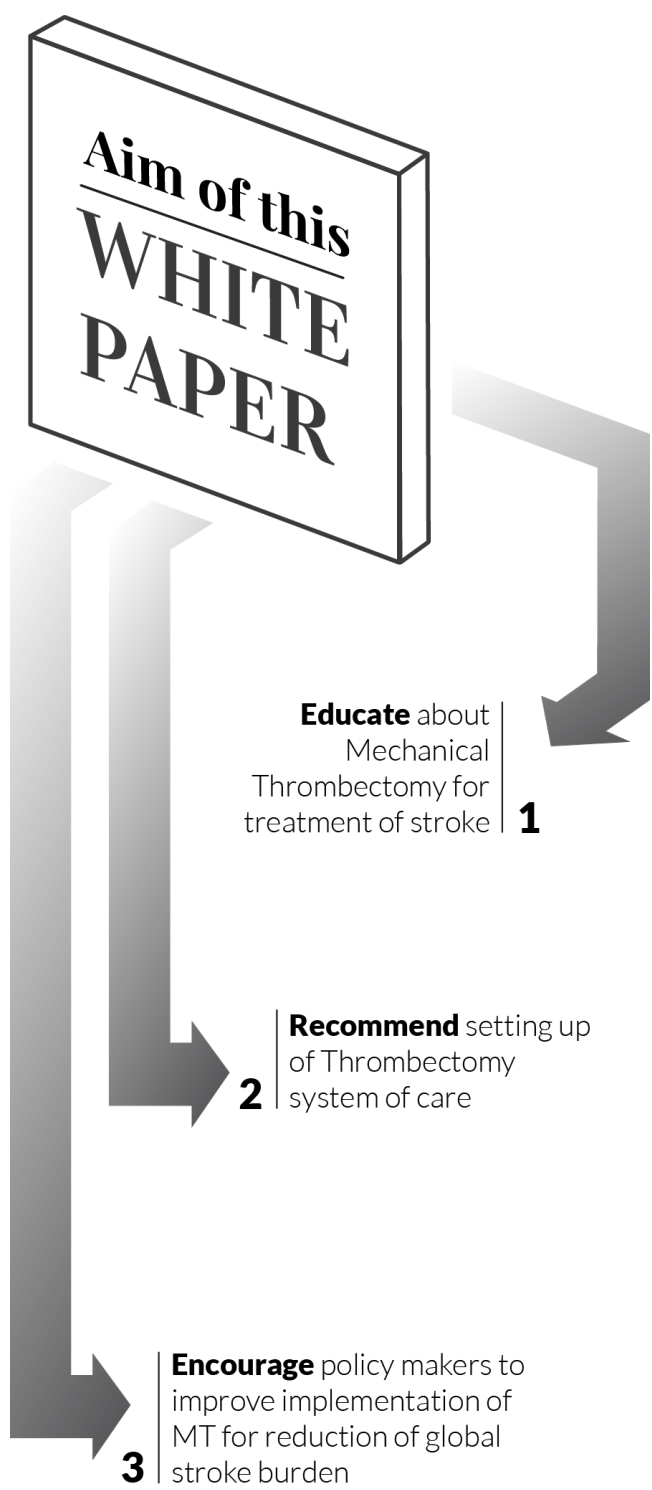 Aim of this
WHITE
PAPER
Educate about
Mechanical
Thrombectomy for
treatment of stroke
1
Recommend setting up
of Thrombectomy
system of care
2
Encourage policy makers to
improve implementation of
MT for reduction of global
stroke burden
3